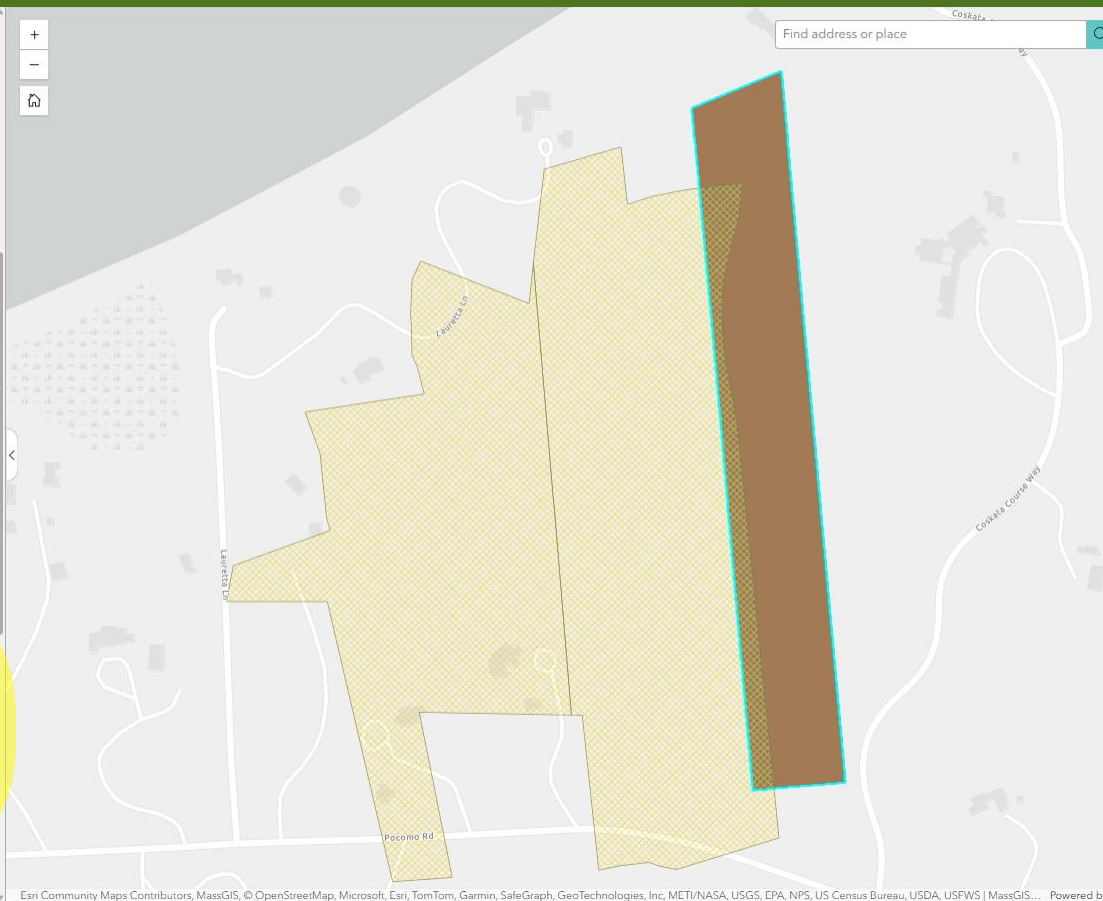 +
Find address or place
−
Coskata C
ay
Lauretta Ln
Coskata Course Way
Lauretta Ln
Pocomo Rd
Esri Community Maps Contributors, MassGIS, © OpenStreetMap, Microsoft, Esri, TomTom, Garmin, SafeGraph, GeoTechnologies, Inc, METI/NASA, USGS, EPA, NPS, US Census Bureau, USDA, USFWS | MassGIS... Powered b